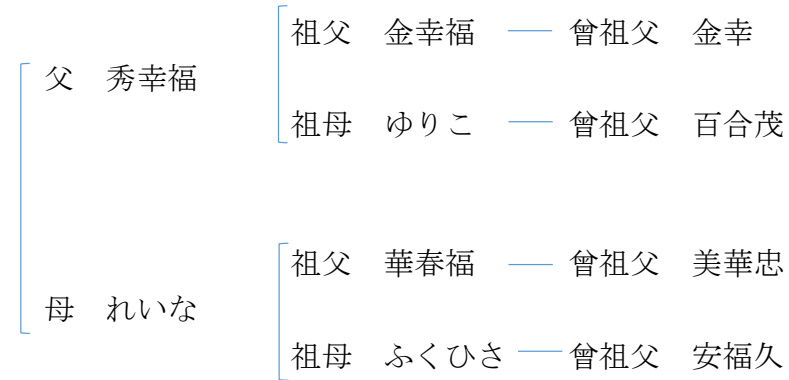 祖父 金幸福 曾祖父 金幸
父 秀幸福
祖母 ゆりこ 曾祖父 百合茂
祖父 華春福 曾祖父 美華忠
母 れいな
祖母 ふくひさ 曾祖父 安福久